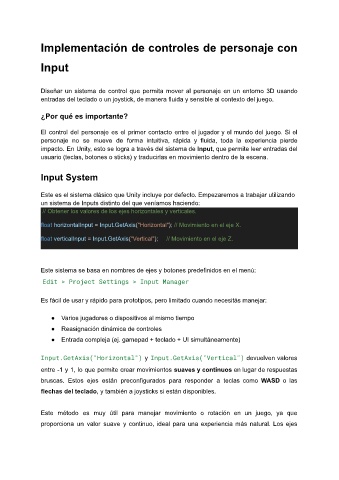 Implementación de controles de personaje con
Input
Diseñar un sistema de control que permita mover al personaje en un entorno 3D usando
entradas del teclado o un joystick, de manera fluida y sensible al contexto del juego.
¿Por qué es importante?
El control del personaje es el primer contacto entre el jugador y el mundo del juego. Si el
personaje no se mueve de forma intuitiva, rápida y fluida, toda la experiencia pierde
impacto. En Unity, esto se logra a través del sistema de Input, que permite leer entradas del
usuario (teclas, botones o sticks) y traducirlas en movimiento dentro de la escena.
Input System
Este es el sistema clásico que Unity incluye por defecto. Empezaremos a trabajar utilizando
un sistema de Inputs distinto del que veníamos haciendo:
// Obtener los valores de los ejes horizontales y verticales.
float horizontalInput = Input.GetAxis("Horizontal"); // Movimiento en el eje X.
float verticalInput = Input.GetAxis("Vertical"); // Movimiento en el eje Z.
Este sistema se basa en nombres de ejes y botones predefinidos en el menú:
Edit > Project Settings > Input Manager
Es fácil de usar y rápido para prototipos, pero limitado cuando necesitás manejar:
● Varios jugadores o dispositivos al mismo tiempo
● Reasignación dinámica de controles
● Entrada compleja (ej. gamepad + teclado + UI simultáneamente)
Input.GetAxis("Horizontal") y Input.GetAxis("Vertical") devuelven valores
entre -1 y 1, lo que permite crear movimientos suaves y continuos en lugar de respuestas
bruscas. Estos ejes están preconfigurados para responder a teclas como WASD o las
flechas del teclado, y también a joysticks si están disponibles.
Este método es muy útil para manejar movimiento o rotación en un juego, ya que
proporciona un valor suave y continuo, ideal para una experiencia más natural. Los ejes